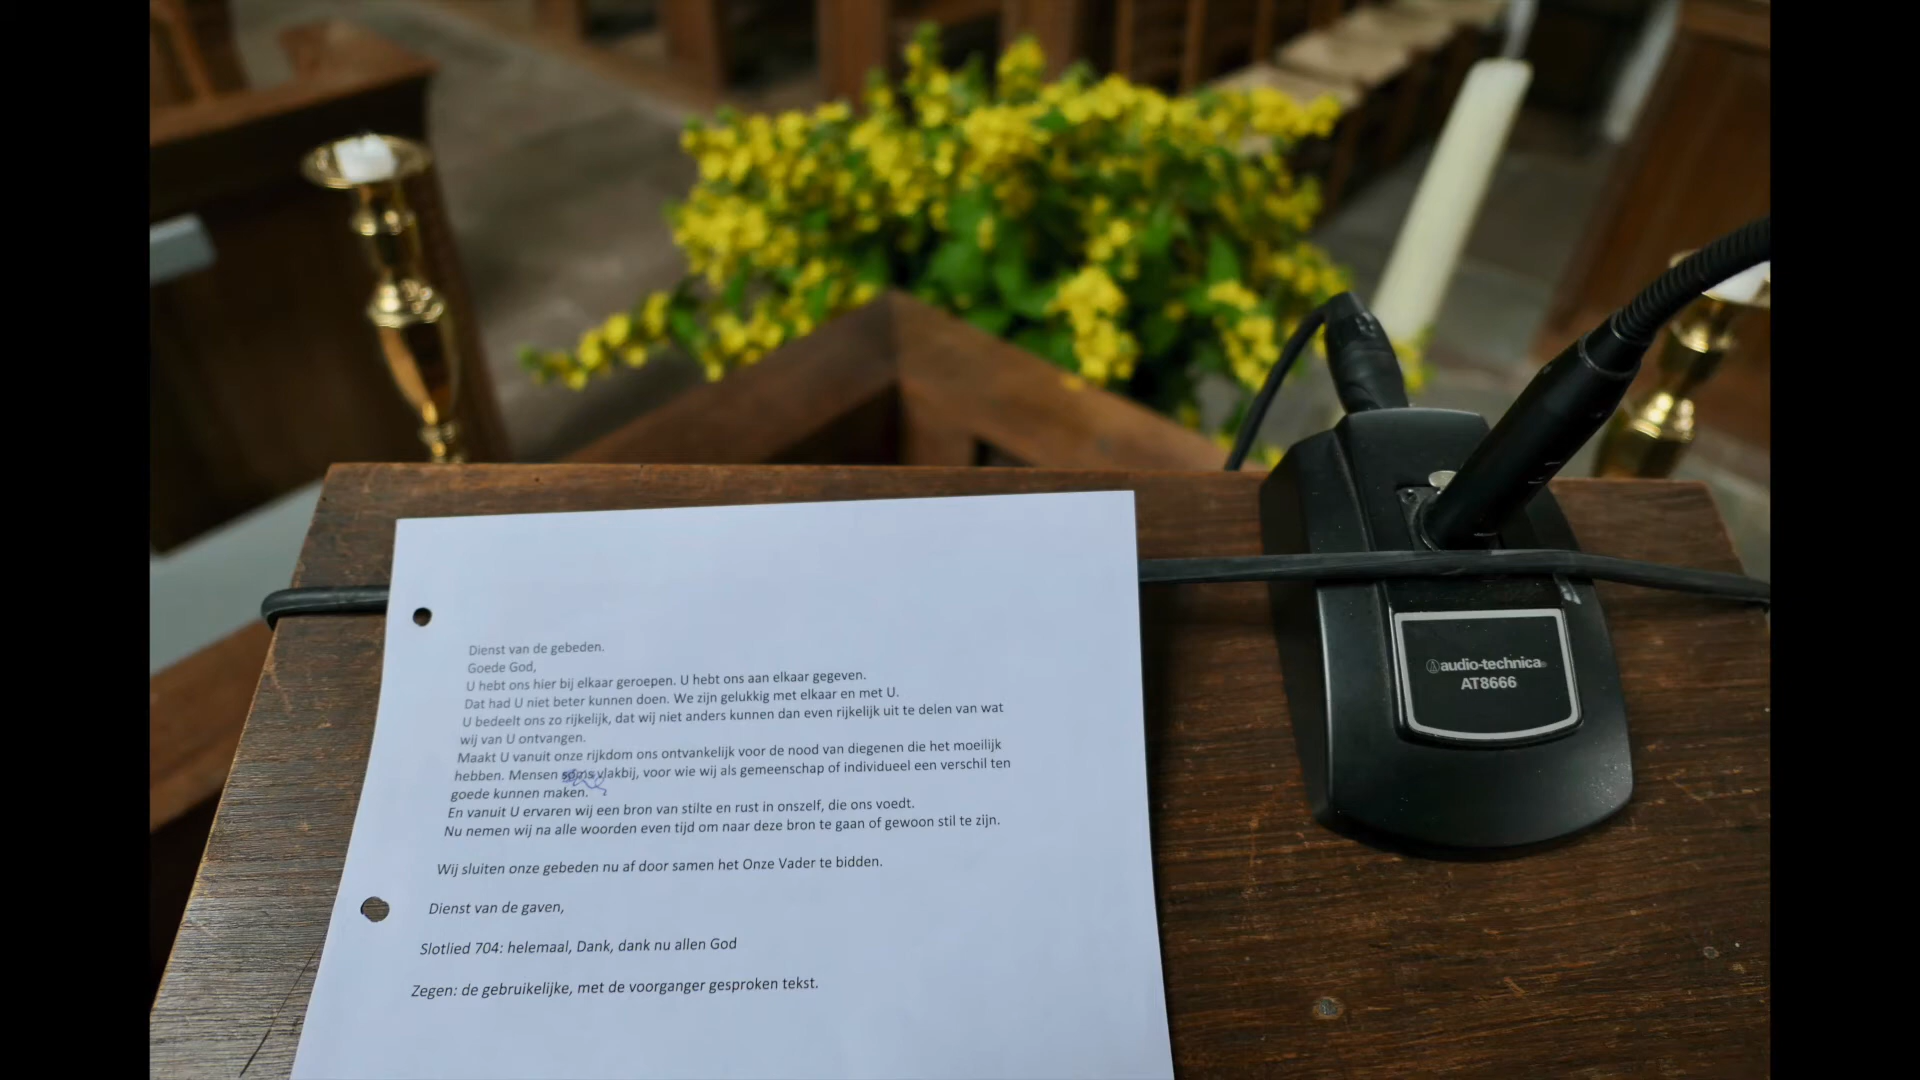 Dienst van de gebeden.
Goede God,
U hebt ons hier bij elkaar geroepen. U hebt ons aan elkaar gegeven.
Dat had U niet beter kunnen doen. We zijn gelukkig met elkaar en met U.
U bedeelt ons zo rijkelijk, dat wij niet anders kunnen dan even rijkelijk uit te delen van wat
wij van U ontvangen.
Maakt U vanuit onze rijkdom ons ontvankelijk voor de nood van diegenen die het moeilijk
hebben. Mensen soms vlakbij, voor wie wij als gemeenschap of individueel een verschil ten
goede kunnen maken.
En vanuit U ervaren wij een bron van stilte en rust in onszelf, die ons voedt.
Nu nemen wij na alle woorden even tijd om naar deze bron te gaan of gewoon stil te zijn.
Wij sluiten onze gebeden nu af door samen het Onze Vader te bidden.
Dienst van de gaven,
Slotlied 704: helemaal, Dank, dank nu allen God
Zegen: de gebruikelijke, met de voorganger gesproken tekst.
audio-technica
AT8666